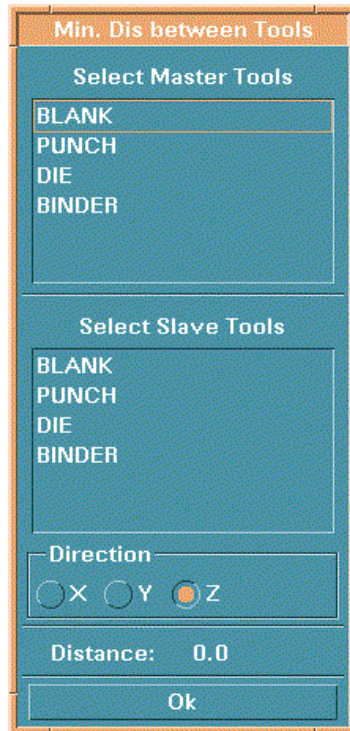 Min. Dis between Tools
Select Master Tools
BLANK
PUNCH
DIE
BINDER
Select Slave Tools
BLANK
PUNCH
DIE
BINDER
Direction
X Y Z
Distance: 0.0
Ok